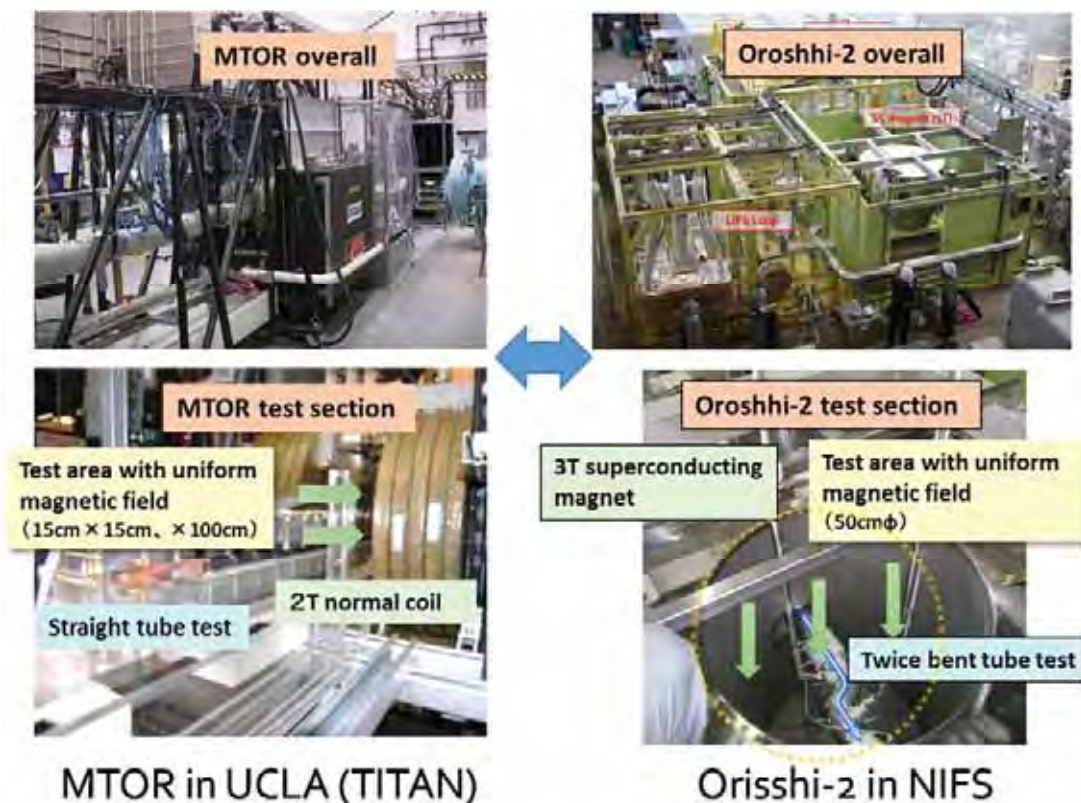 MTOR overall
Oroshhi-2 overall
MTOR test section
Test area with uniform
magnetic field
(15cm × 15cm、× 100cm)
2T normal coil
Straight tube test
Oroshhi-2 test section
3T superconducting
magnet
Test area with uniform
magnetic field
(50cmφ)
Twice bent tube test
MTOR in UCLA (TITAN)
Orisshi-2 in NIFS